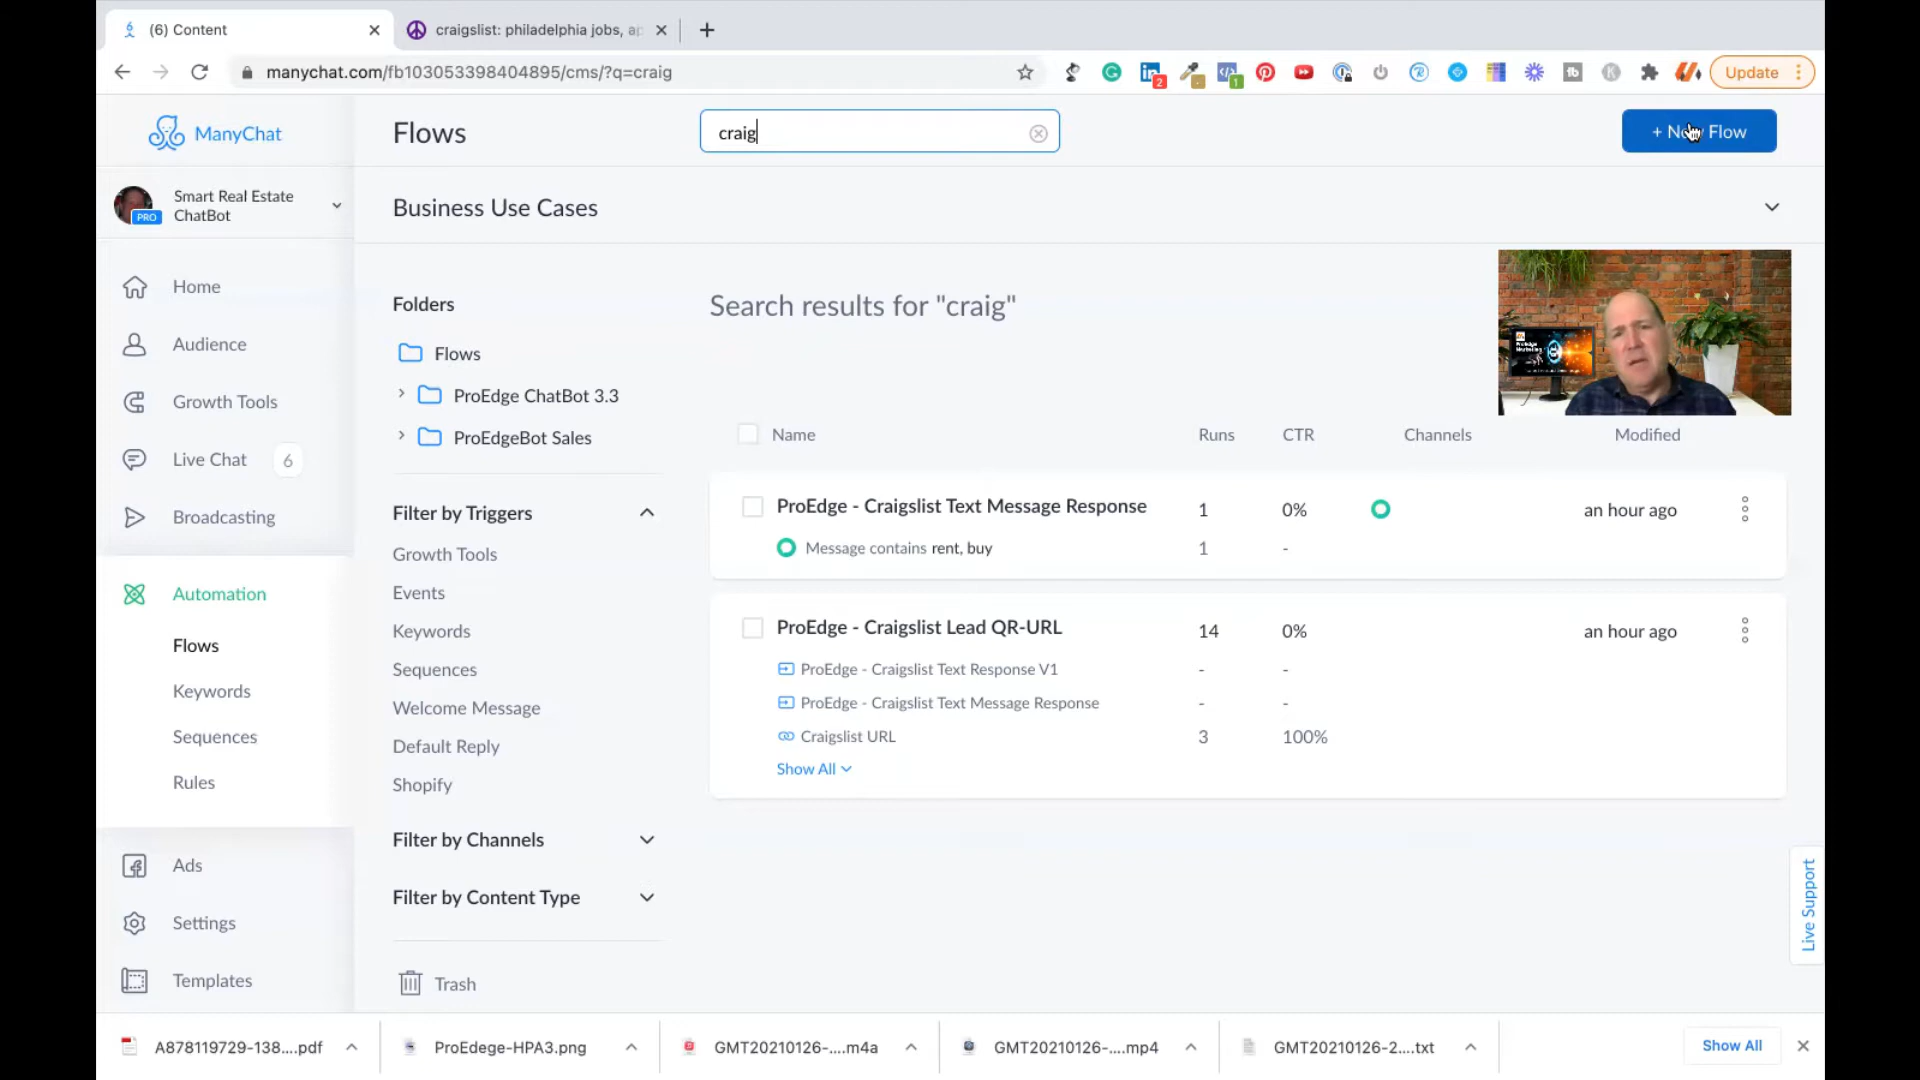 (6) Content
craigslist: philadelphia jobs, ap
manychat.com/fb103053398404895/cms/?q=craig
2
1
Update
ManyChat
Flows
craig
+ New Flow
Smart Real Estate
ChatBot
PRO
Business Use Cases
Home
Audience
Growth Tools
Live Chat
6
Broadcasting
Automation
Flows
Keywords
Sequences
Rules
Ads
Settings
Templates
Folders
Flows
ProEdge ChatBot 3.3
ProEdgeBot Sales
Filter by Triggers
Growth Tools
Events
Keywords
Sequences
Welcome Message
Default Reply
Shopify
Filter by Channels
Filter by Content Type
Trash
Search results for "craig"
Name Runs CTR Channels Modified
ProEdge - Craigslist Text Message Response 1 0% an hour ago
Message contains rent, buy 1 -
ProEdge - Craigslist Lead QR-URL 14 0% an hour ago
ProEdge - Craigslist Text Response V1 - -
ProEdge - Craigslist Text Message Response - -
Craigslist URL 3 100%
Show All
Live Support
A878119729-138....pdf
ProEdege-HPA3.png
GMT20210126-....m4a
GMT20210126-....mp4
GMT20210126-2....txt
Show All